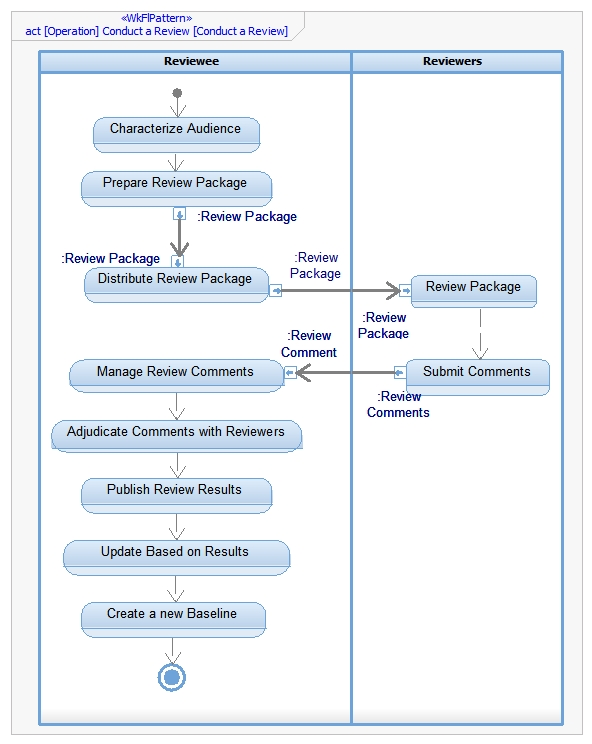 «WkFlPattern»
act [Operation] Conduct a Review [Conduct a Review]
Reviewee
Reviewers
Characterize Audience
Prepare Review Package
:Review Package
:Review Package
Distribute Review Package
:Review
Package
Review Package
:Review
Package
:Review
Comment
Manage Review Comments
Submit Comments
:Review
Comments
Adjudicate Comments with Reviewers
Publish Review Results
Update Based on Results
Create a new Baseline